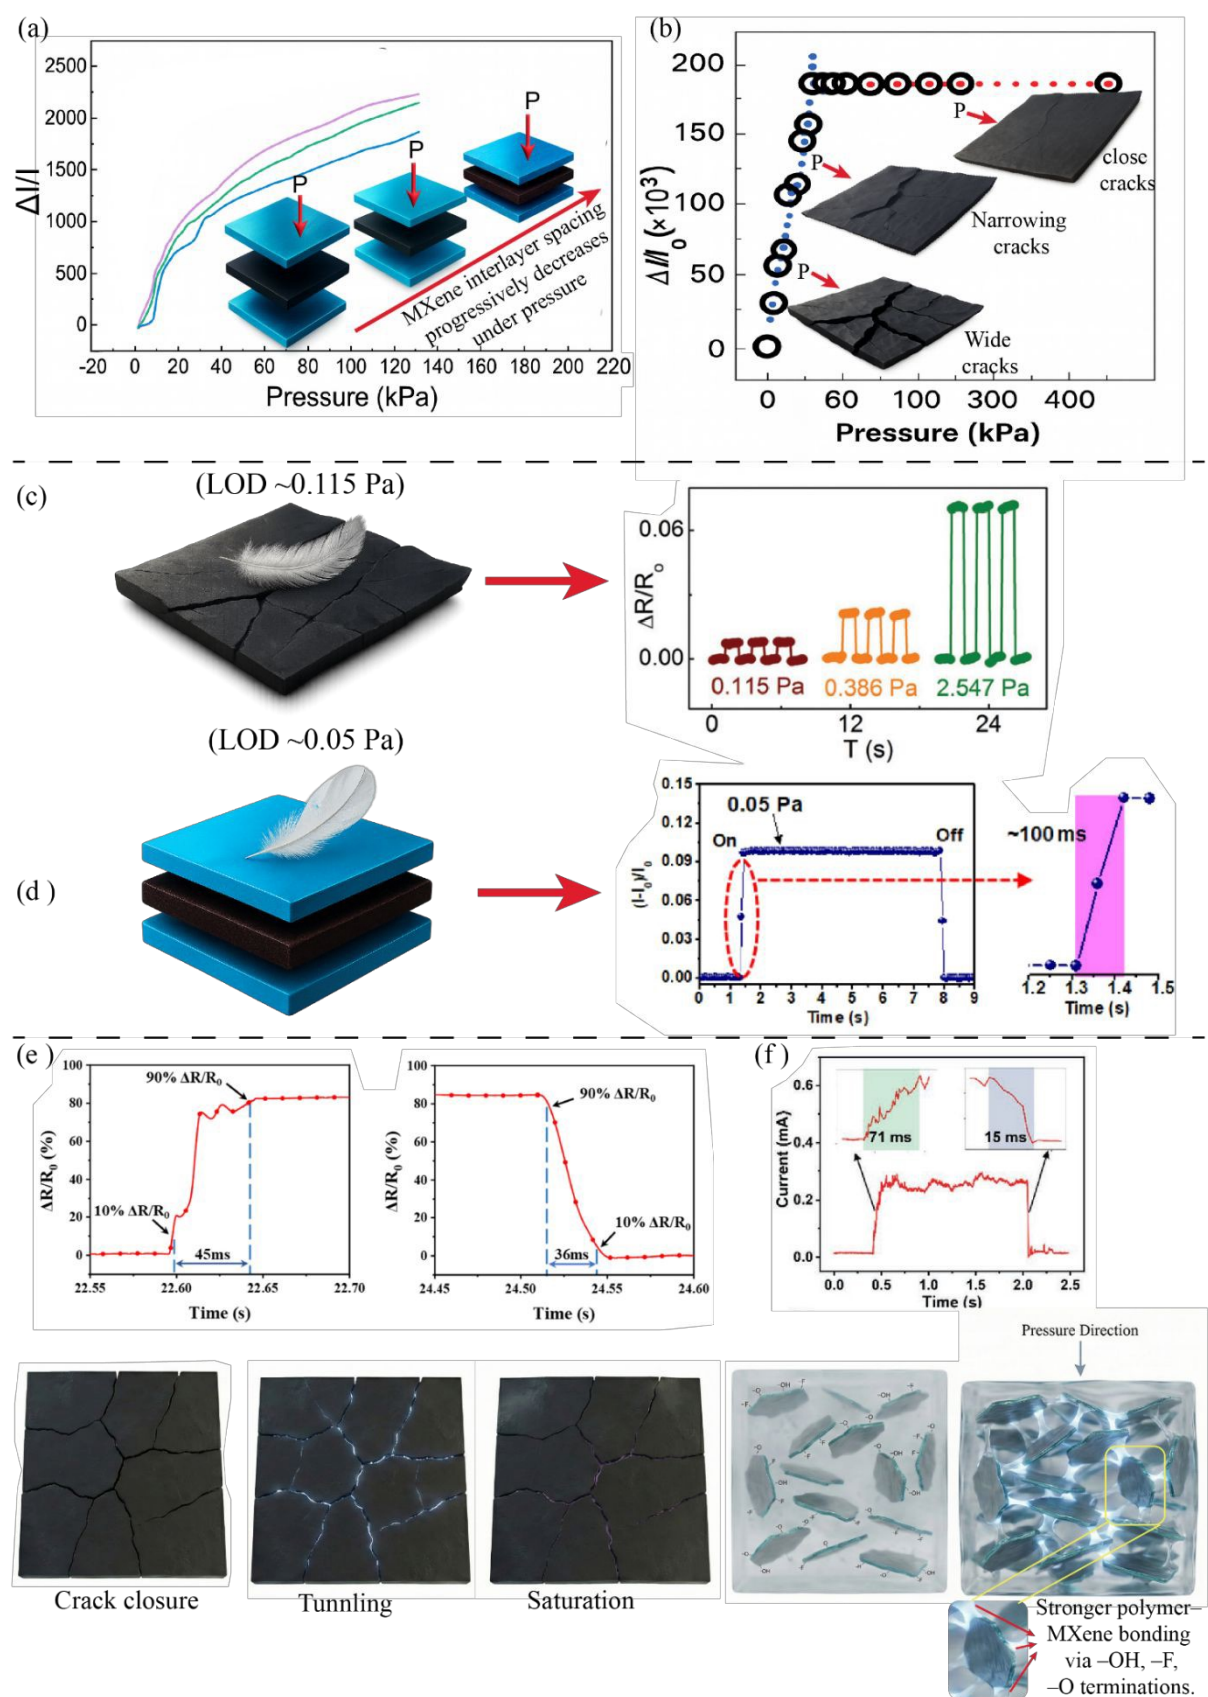 (a)
2500
2000
1500
1000
500
0
ΔI/I
-20 0 20 40 60 80 100 120 140 160 180 200 220
Pressure (kPa)
P
P
P
MXene interlayer spacing
progressively decreases
under pressure
(b)
200
150
100
50
0
ΔI/I₀ (×10³)
0 60 100 300 400
Pressure (kPa)
P
close
cracks
P
Narrowing
cracks
P
Wide
cracks
(c)
(LOD ~0.115 Pa)
0.06
0.00
ΔR/R₀
0.115 Pa
0.386 Pa
2.547 Pa
0 12 24
T (s)
(LOD ~0.05 Pa)
(d)
0.15
0.12
0.09
0.06
0.03
0.00
(I-I₀)/I₀
0.05 Pa
On
Off
0 1 2 3 4 5 6 7 8 9
Time (s)
~100 ms
1.2 1.3 1.4 1.5
Time (s)
(e )
100
80
60
40
20
0
ΔR/R₀ (%)
90% ΔR/R₀
10% ΔR/R₀
45ms
22.55 22.60 22.65 22.70
Time (s)
100
80
60
40
20
0
ΔR/R₀ (%)
90% ΔR/R₀
10% ΔR/R₀
36ms
24.45 24.50 24.55 24.60
Time (s)
(f )
0.6
0.4
0.2
0.0
Current (mA)
71 ms
15 ms
0.0 0.5 1.0 1.5 2.0 2.5
Time (s)
Crack closure
Tunnling
Saturation
Pressure Direction
Stronger polymer–
MXene bonding
via –OH, –F,
–O terminations.